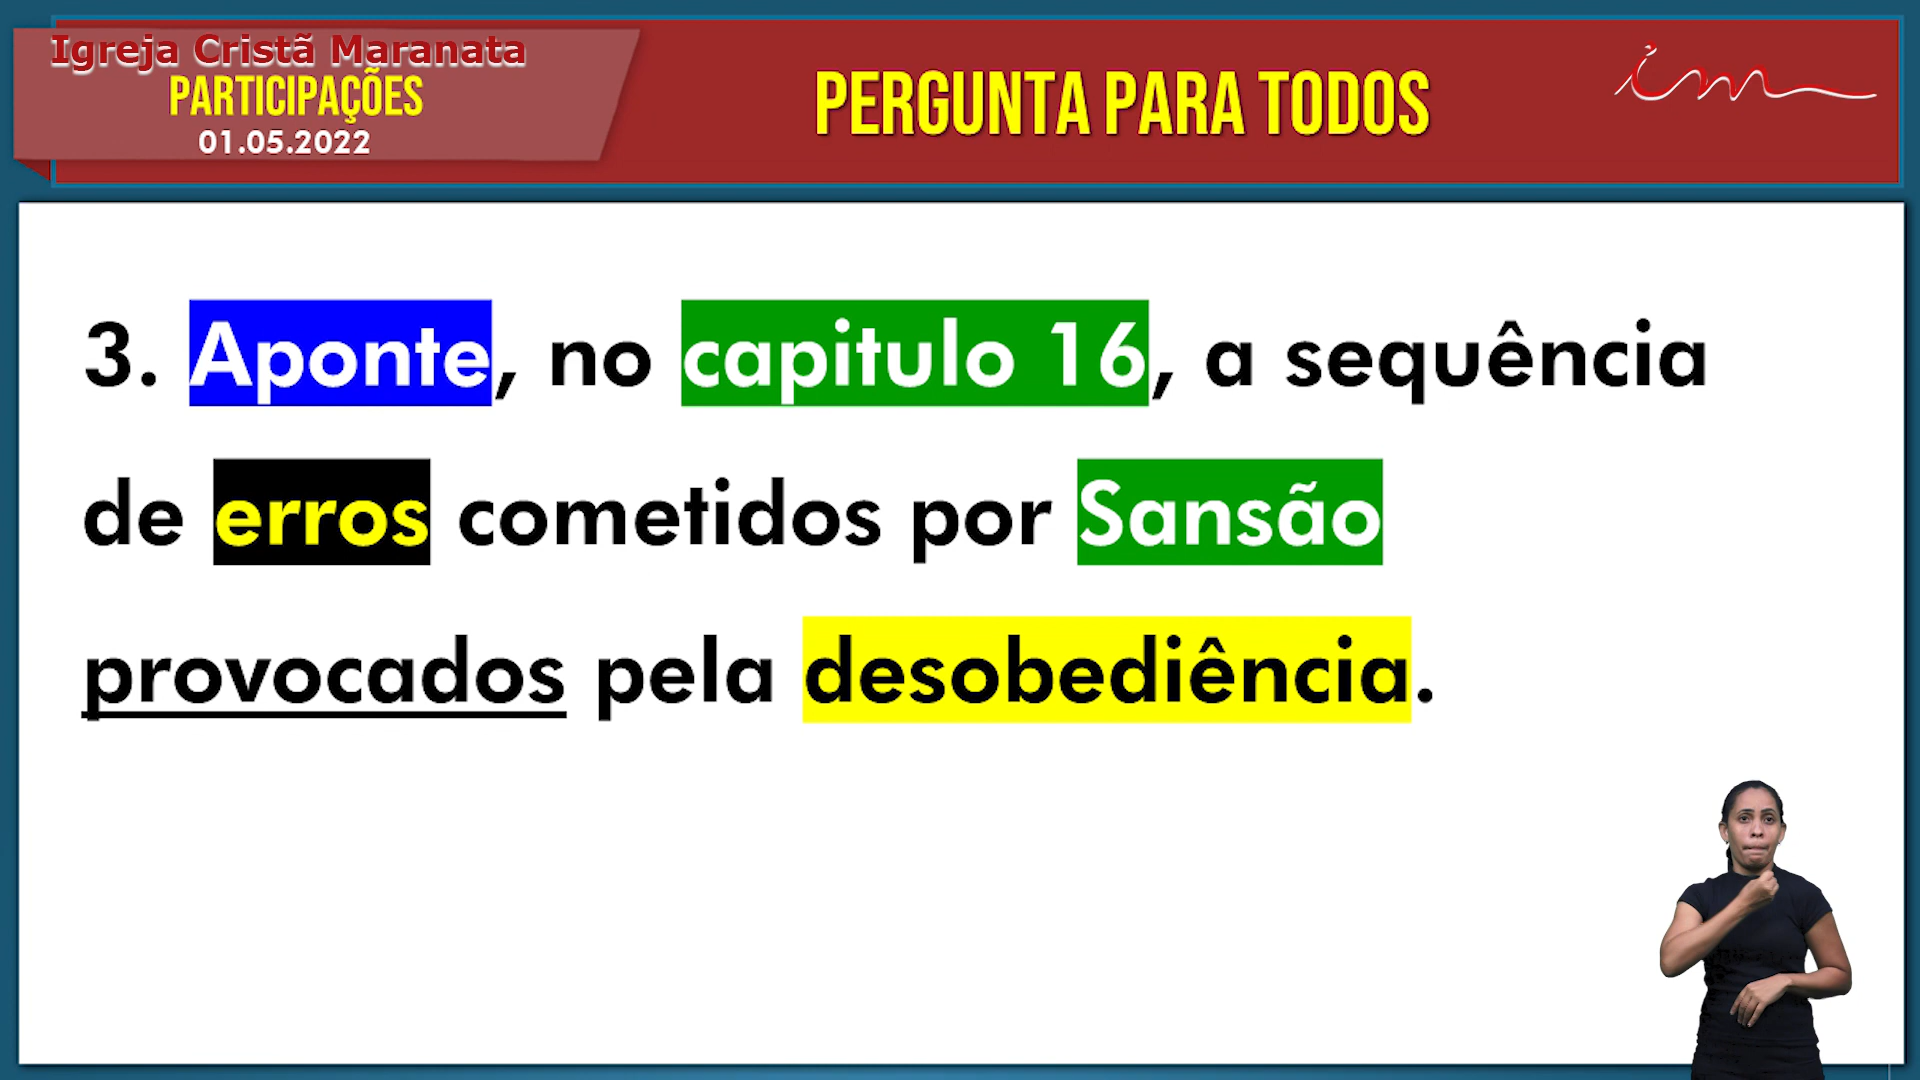 Igreja Cristã Maranata
PARTICIPAÇÕES
01.05.2022
PERGUNTA PARA TODOS
im
3. Aponte, no capitulo 16, a sequência
de erros cometidos por Sansão
provocados pela desobediência.